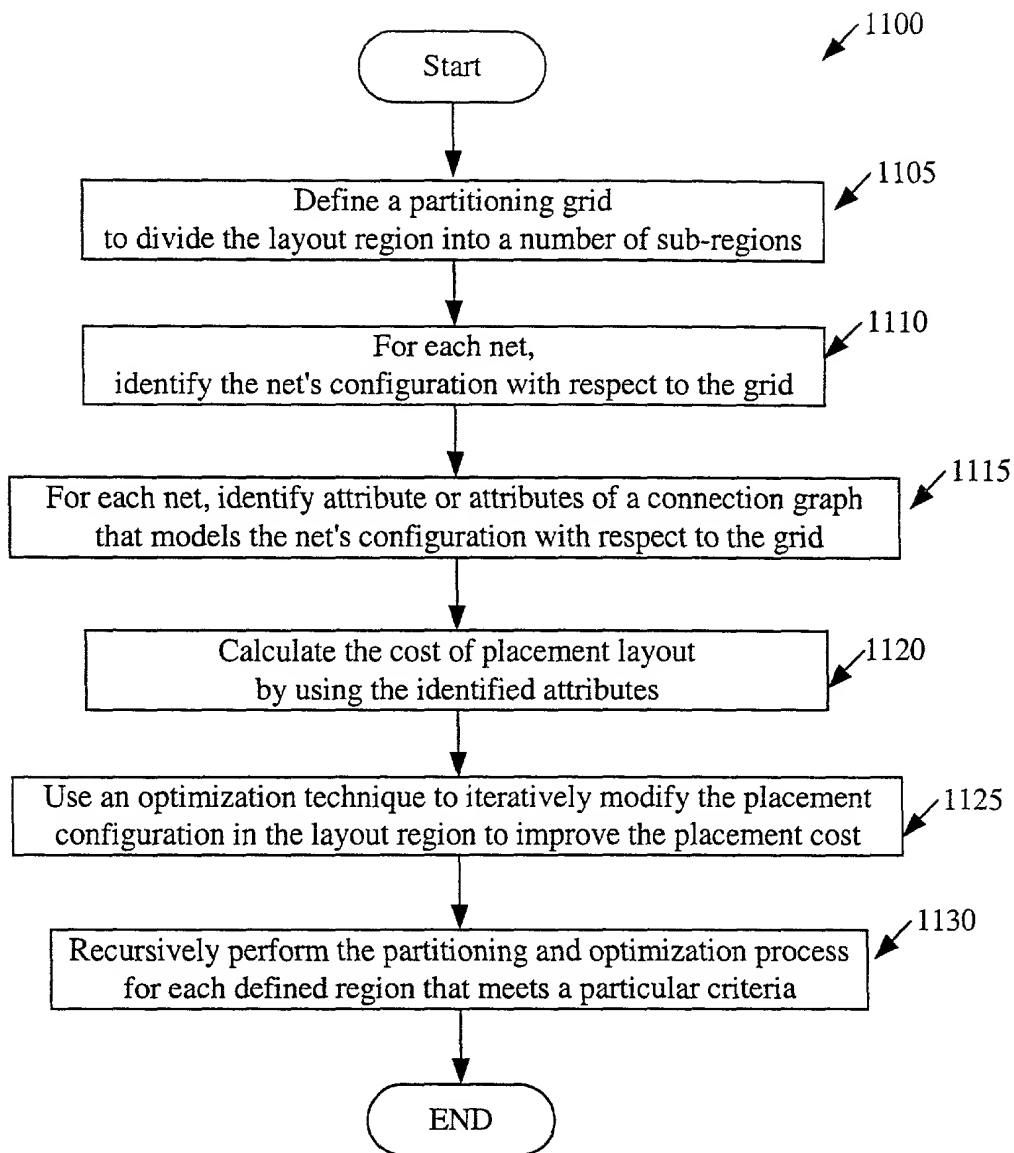 1100
Start
1105
Define a partitioning grid
to divide the layout region into a number of sub-regions
1110
For each net,
identify the net's configuration with respect to the grid
1115
For each net, identify attribute or attributes of a connection graph
that models the net's configuration with respect to the grid
1120
Calculate the cost of placement layout
by using the identified attributes
1125
Use an optimization technique to iteratively modify the placement
configuration in the layout region to improve the placement cost
1130
Recursively perform the partitioning and optimization process
for each defined region that meets a particular criteria
END